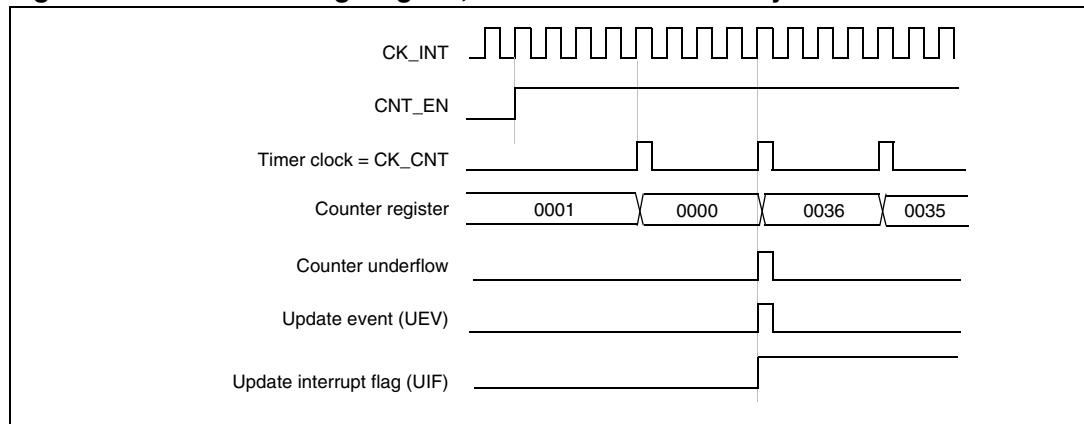 CK_INT
CNT_EN
Timer clock = CK_CNT
Counter register 0001 0000 0036 0035
Counter underflow
Update event (UEV)
Update interrupt flag (UIF)